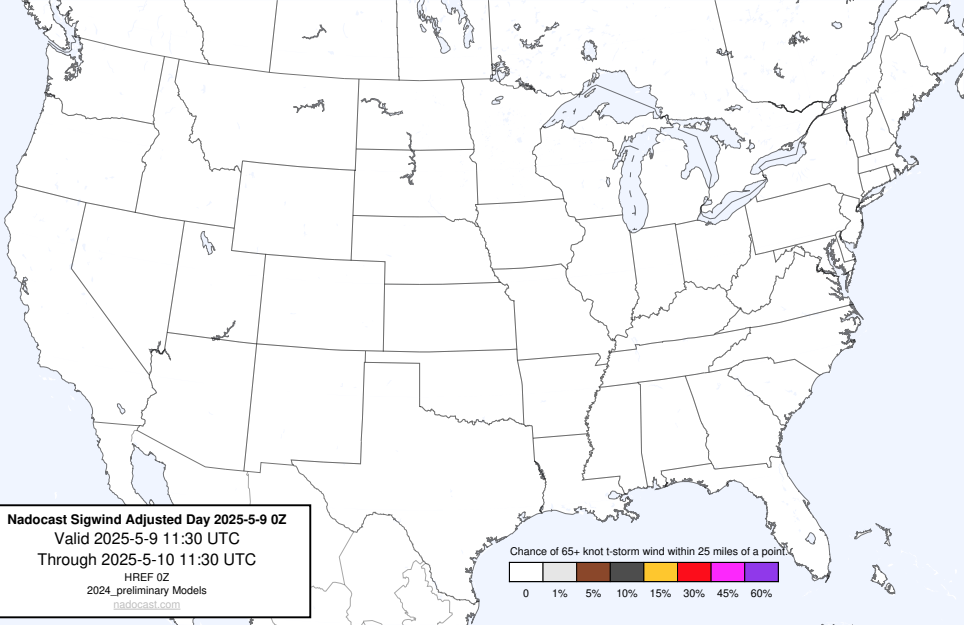 Nadocast Sigwind Adjusted Day 2025-5-9 0Z
Valid 2025-5-9 11:30 UTC
Through 2025-5-10 11:30 UTC
HREF 0Z
2024_preliminary Models
nadocast.com
Chance of 65+ knot t-storm wind within 25 miles of a point.
0 1% 5% 10% 15% 30% 45% 60%